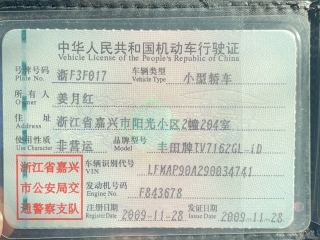 中华人民共和国机动车行驶证
Vehicle License of the People's Republic of China
号牌号码 浙F3F017 车辆类型 小型轿车
Plate No. Vehicle Type
所有人 姜月红
Owner
住址 浙江省嘉兴市阳光小区2幢204室
Address
使用性质 非营运 丰田牌TV7162GL-iD
Use Character
浙江省嘉兴市公安局交通警察支队
车辆识别代号 LFMAP90A290034741
VIN
发动机号码 F843678
Engine No.
注册日期 2009-11-28 发证日期 2009-11-28
Register Date Issue Date